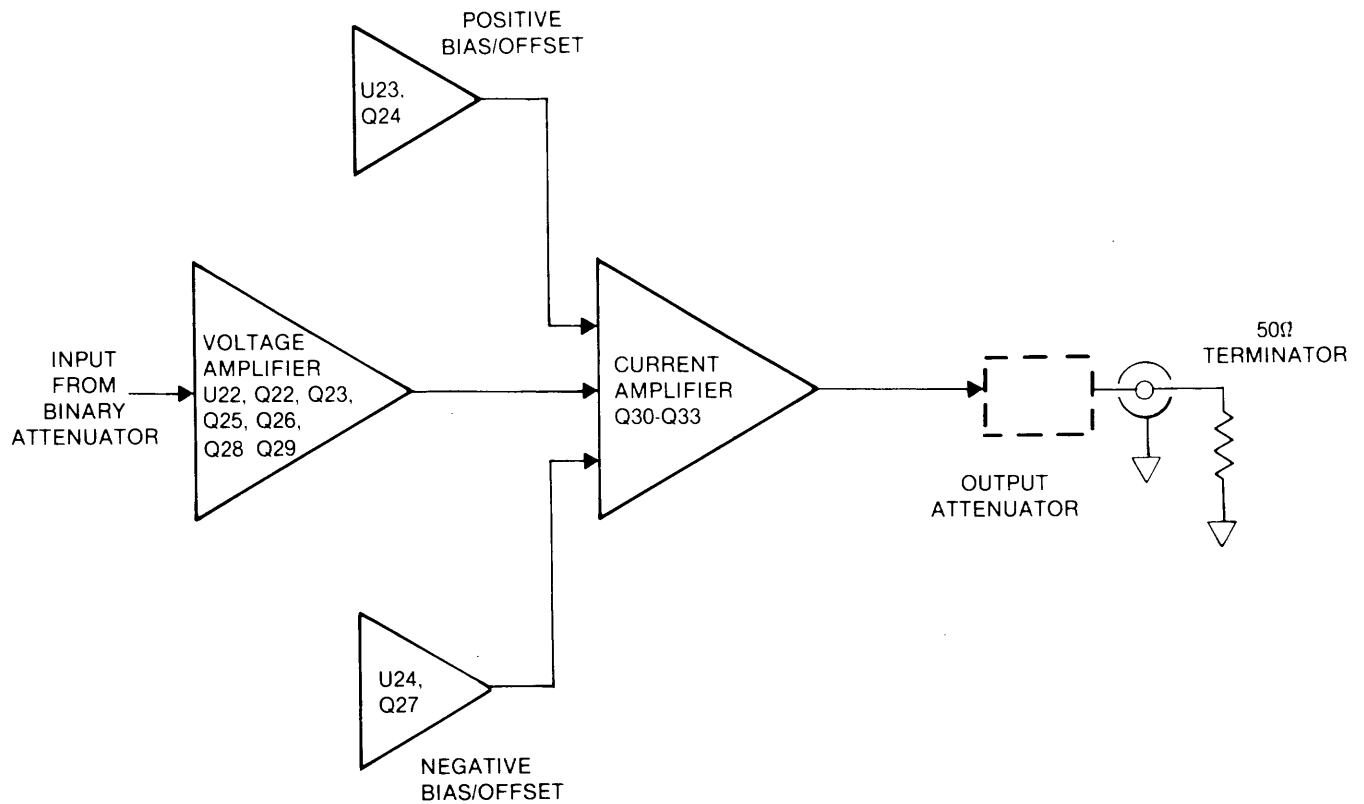 POSITIVE
BIAS/OFFSET
U23,
Q24
INPUT
FROM
BINARY
ATTENUATOR
VOLTAGE
AMPLIFIER
U22, Q22, Q23,
Q25, Q26,
Q28 Q29
CURRENT
AMPLIFIER
Q30-Q33
50Ω
TERMINATOR
OUTPUT
ATTENUATOR
U24,
Q27
NEGATIVE
BIAS/OFFSET